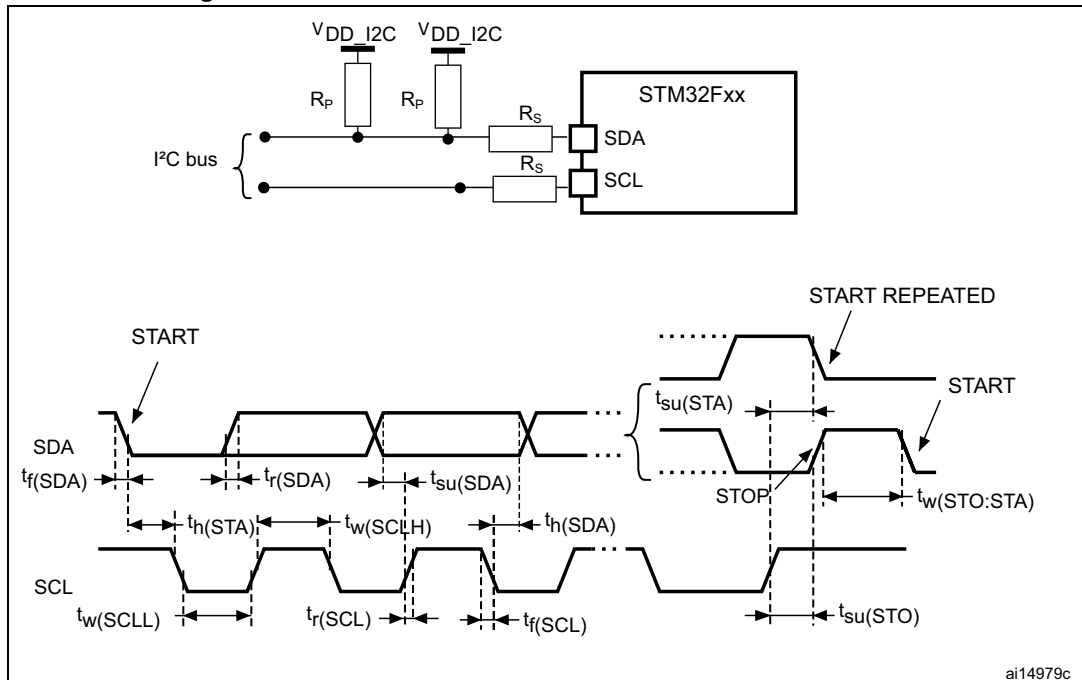 VDD_I2C VDD_I2C
RP RP
STM32Fxx
RS
SDA
I²C bus
RS
SCL
START REPEATED
START
START
tsu(STA)
SDA
tf(SDA) tr(SDA) tsu(SDA)
STOP
tw(STO:STA)
th(STA) tw(SCLH) th(SDA)
SCL
tw(SCLL) tr(SCL) tf(SCL) tsu(STO)
ai14979c